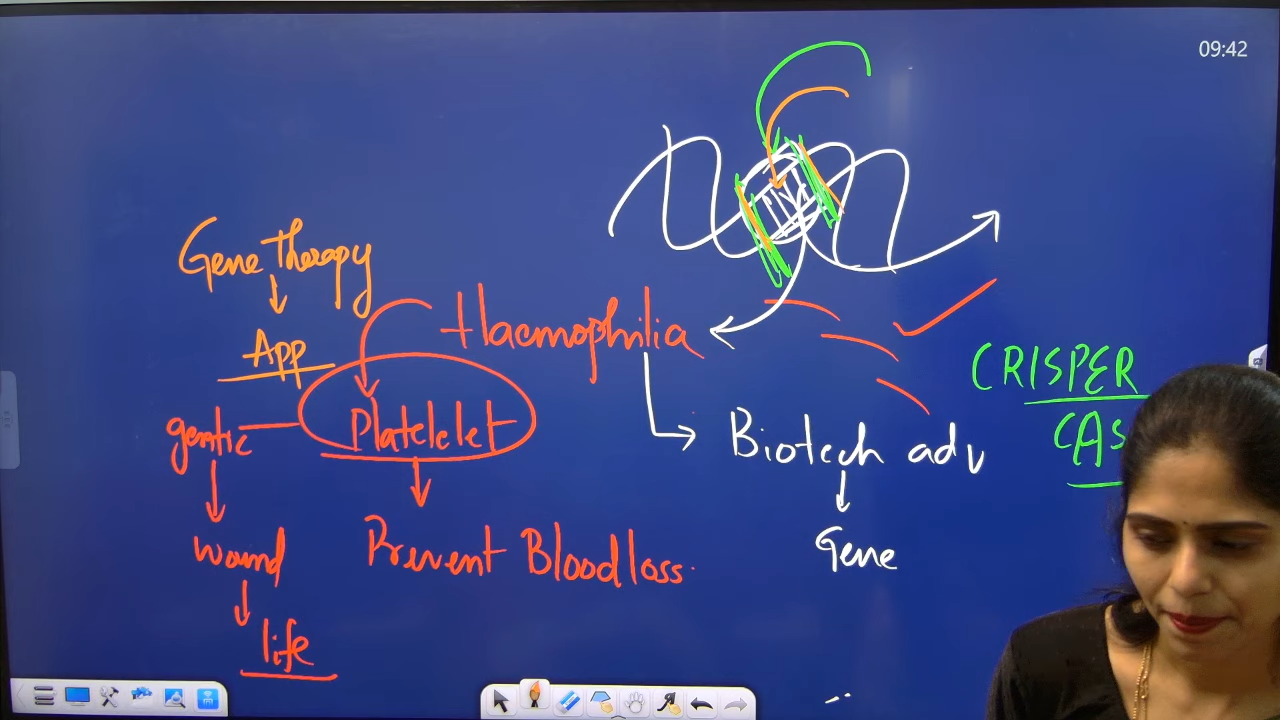 09:42
Gene therapy
App
Haemophilia
CRISPER
CAS
gentic
Platelelet
Biotech adv
Gene
wound
Prevent Bloodloss
life